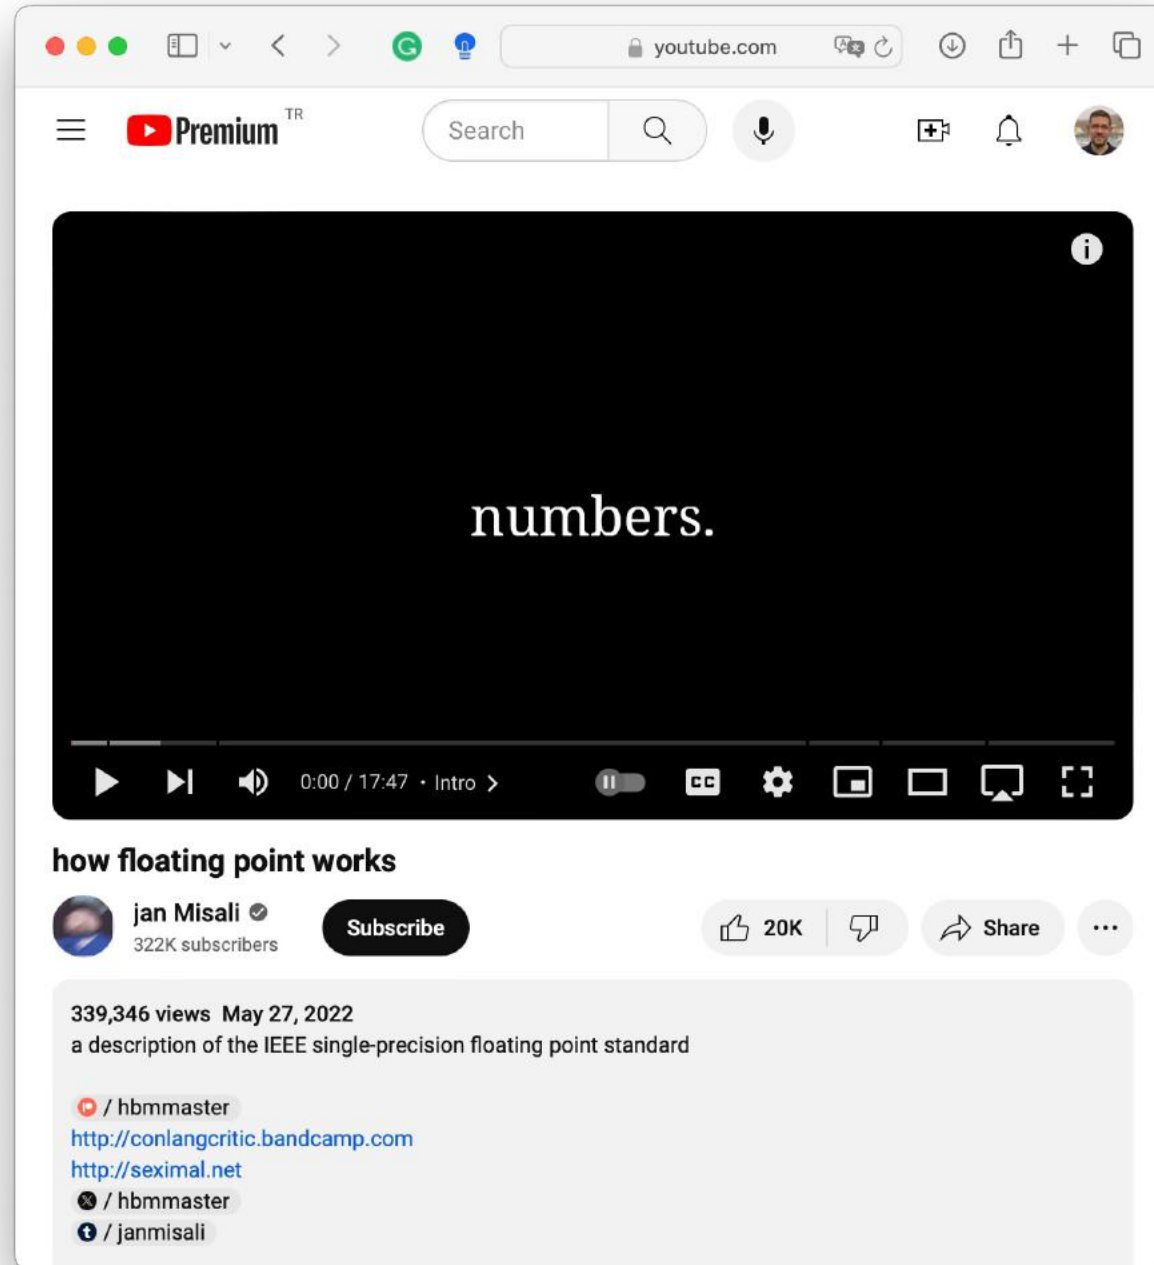 youtube.com
Premium TR
Search
numbers.
0:00 / 17:47 • Intro
CC
how floating point works
jan Misali
322K subscribers
Subscribe
20K
Share
339,346 views May 27, 2022
a description of the IEEE single-precision floating point standard
/ hbmmaster
http://conlangcritic.bandcamp.com
http://seximal.net
/ hbmmaster
/ janmisali